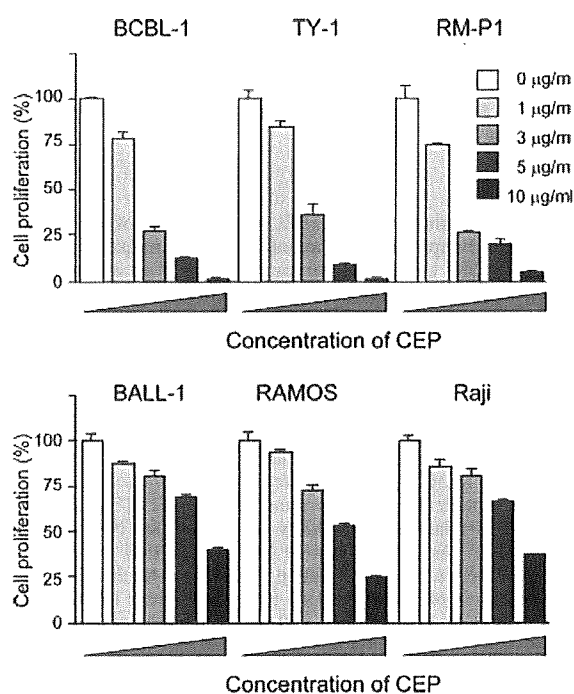 BCBL-1 TY-1 RM-P1
Cell proliferation (%)
100
75
50
25
0
0 µg/m
1 µg/m
3 µg/m
5 µg/m
10 µg/ml
Concentration of CEP
BALL-1 RAMOS Raji
Cell proliferation (%)
100
75
50
25
0
Concentration of CEP